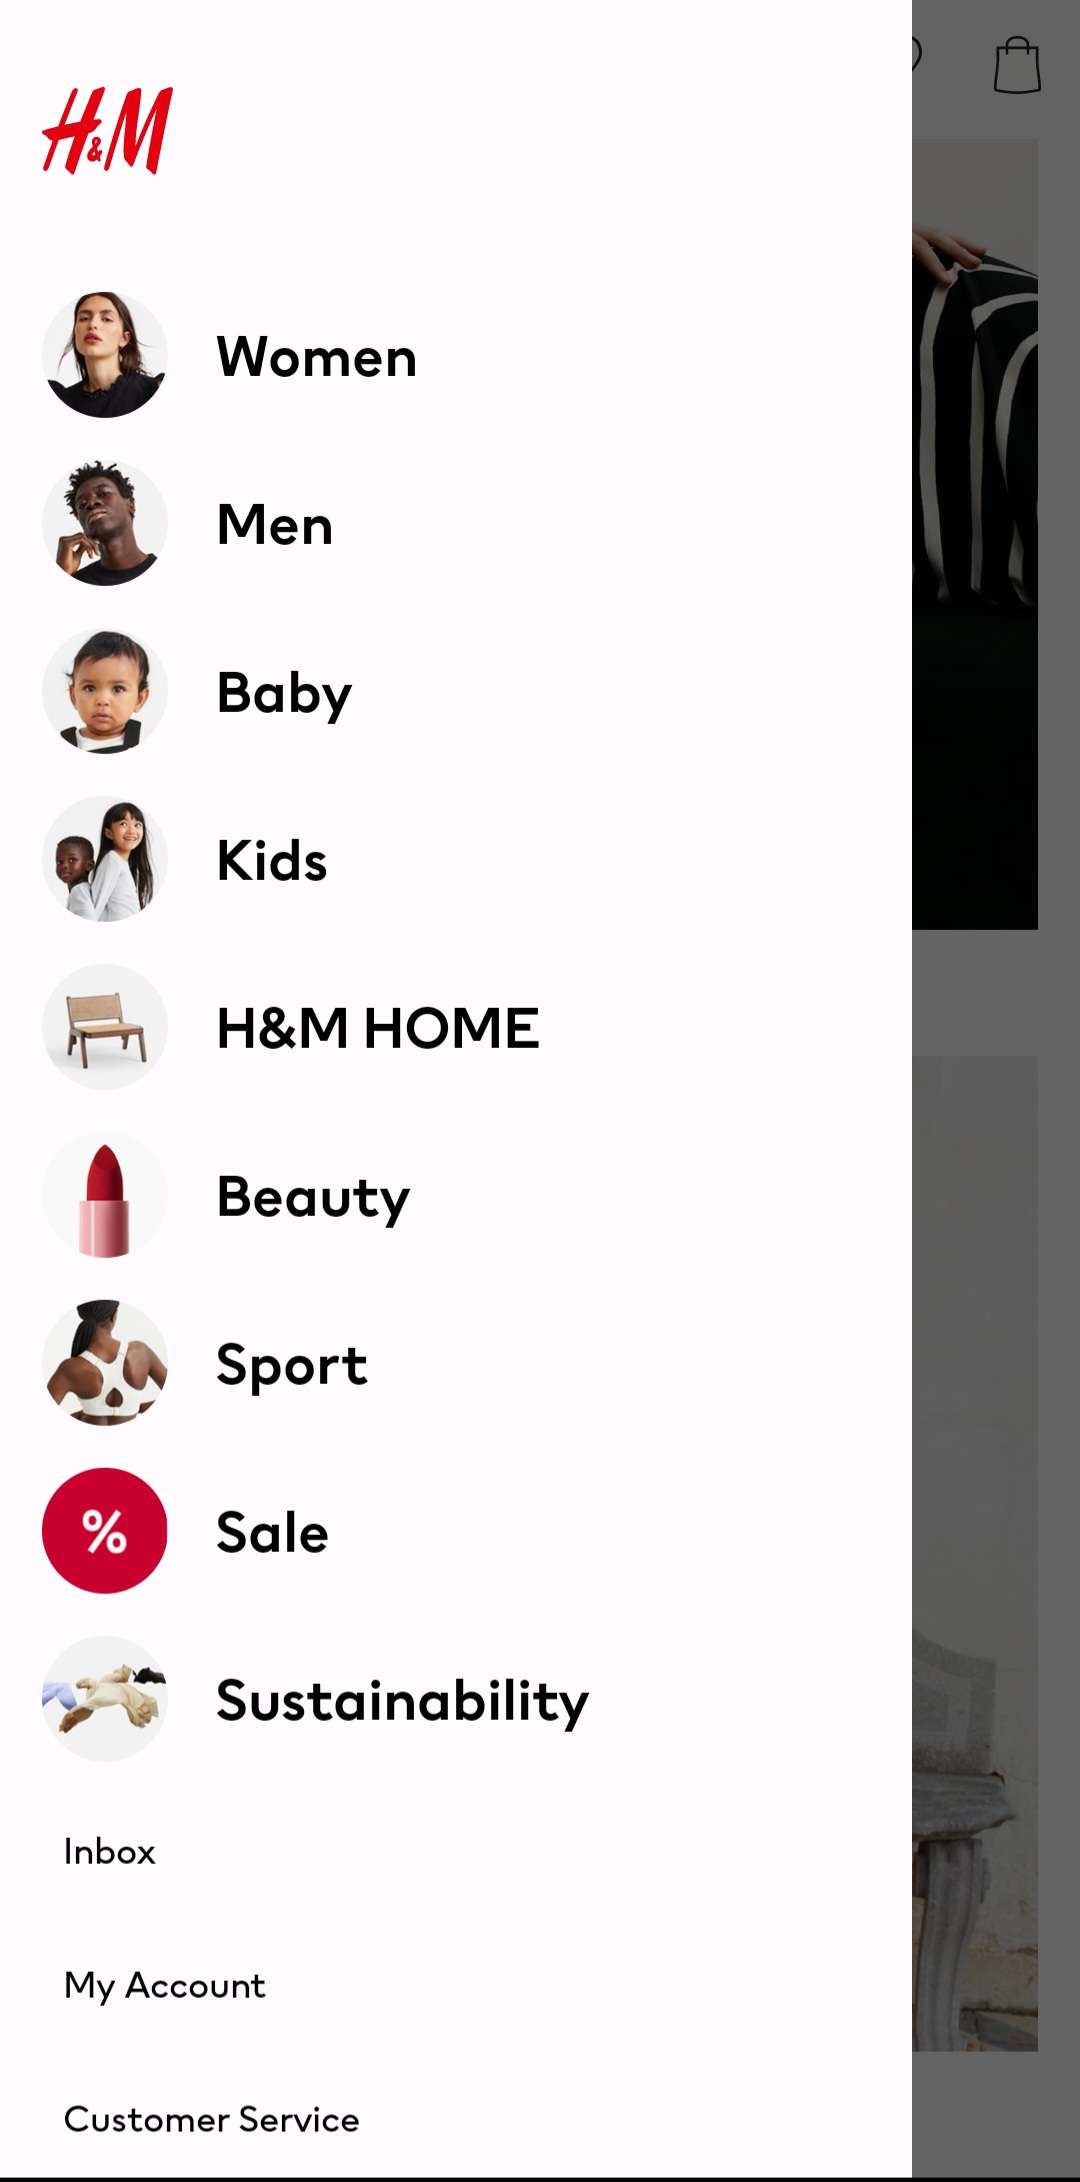 H&M
Women
Men
Baby
Kids
H&M HOME
Beauty
Sport
%
Sale
Sustainability
Inbox
My Account
Customer Service